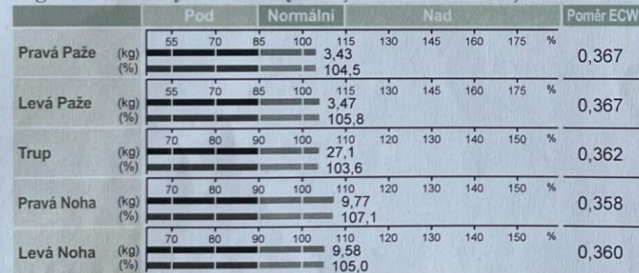 Pod Normální Nad Poměr ECW
55 70 85 100 115 130 145 160 175 %
Pravá Paže (kg) 3,43 0,367
(%) 104,5
55 70 85 100 115 130 145 160 175 %
Levá Paže (kg) 3,47 0,367
(%) 105,8
70 80 90 100 110 120 130 140 150 %
Trup (kg) 27,1 0,362
(%) 103,6
70 80 90 100 110 120 130 140 150 %
Pravá Noha (kg) 9,77 0,358
(%) 107,1
70 80 90 100 110 120 130 140 150 %
Levá Noha (kg) 9,58 0,360
(%) 105,0